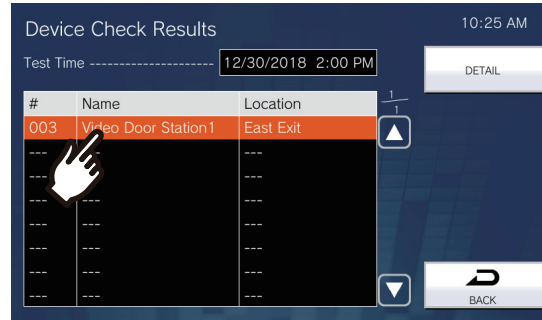 Device Check Results
10:25 AM
Test Time --------------------- 12/30/2018 2:00 PM
DETAIL
# Name Location
1
1
003 Video Door Station1 East Exit
--- ---
--- --- ---
--- --- ---
--- --- ---
--- --- ---
--- --- ---
--- --- ---
BACK